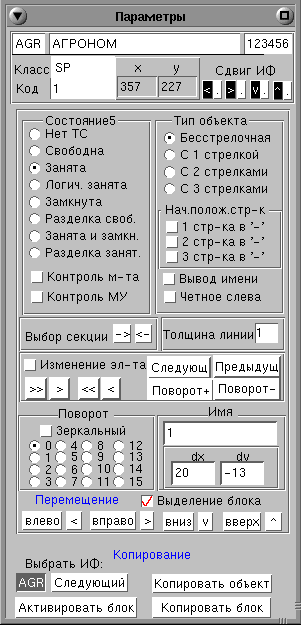 Параметры
AGR АГРОНОМ 123456
Класс SP x y Сдвиг ИФ
Код 1 357 227 < . > . v . ^ .
Состояние5 Тип объекта
Нет ТС Бесстрелочная
Свободна С 1 стрелкой
Занята С 2 стрелками
Логич. занята С 3 стрелками
Замкнута Нач.полож.стр-к
Разделка своб. 1 стр-ка в '-'
Занята и замкн. 2 стр-ка в '-'
Разделка занят. 3 стр-ка в '-'
Контроль м-та Вывод имени
Контроль МУ Четное слева
Выбор секции -> <- Толщина линии 1
Изменение эл-та Следующ Предыдущ
>> > << < Поворот+ Поворот-
Поворот Имя
Зеркальный 1
0 4 8 12
1 5 9 13 dx dy
2 6 10 14 20 -13
3 7 11 15
Перемещение Выделение блока
влево < вправо > вниз v вверх ^
Копирование
Выбрать ИФ:
AGR Следующий Копировать объект
Активировать блок Копировать блок